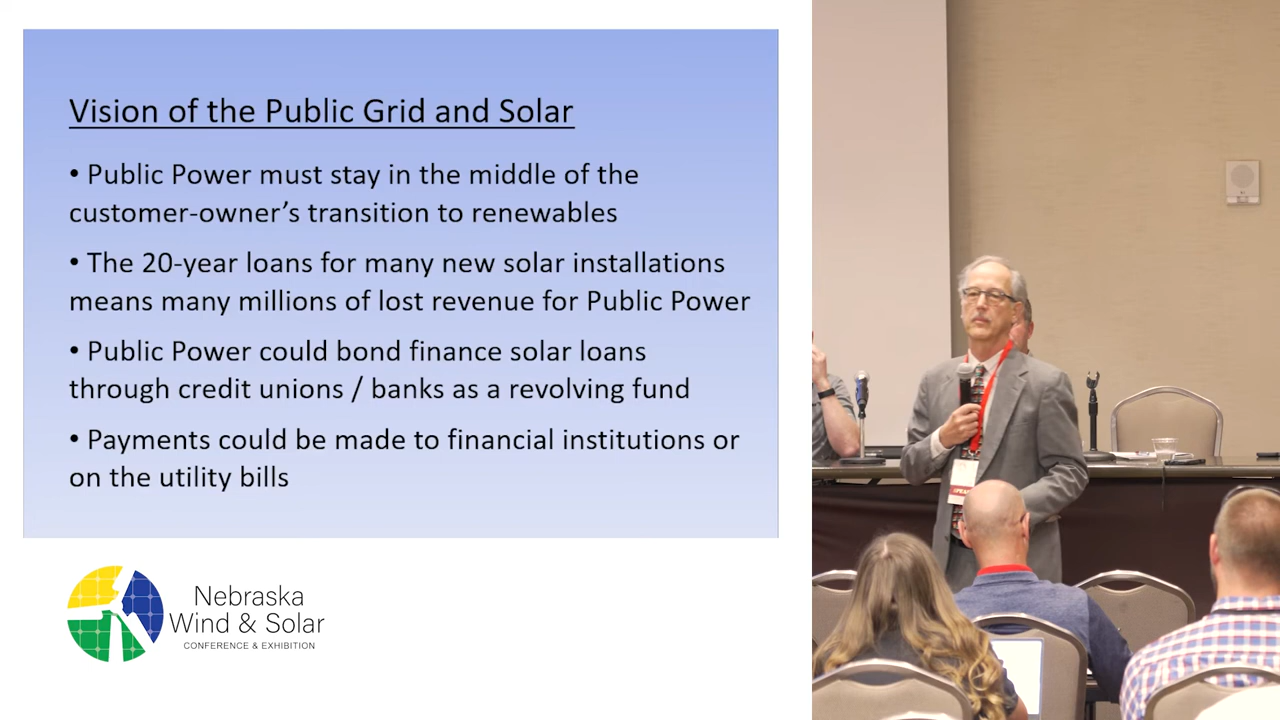 Vision of the Public Grid and Solar
• Public Power must stay in the middle of the
customer-owner's transition to renewables
• The 20-year loans for many new solar installations
means many millions of lost revenue for Public Power
• Public Power could bond finance solar loans
through credit unions / banks as a revolving fund
• Payments could be made to financial institutions or
on the utility bills
Nebraska
Wind & Solar
CONFERENCE & EXHIBITION